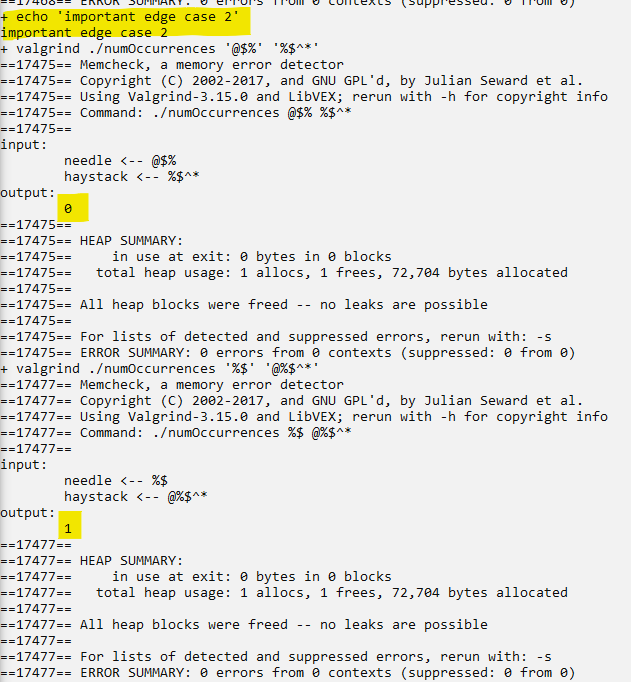 ==17468== ERROR SUMMARY: 0 errors from 0 contexts (suppressed: 0 from 0)
+ echo 'important edge case 2'
important edge case 2
+ valgrind ./numOccurrences '@$%' '%$^*'
==17475== Memcheck, a memory error detector
==17475== Copyright (C) 2002-2017, and GNU GPL'd, by Julian Seward et al.
==17475== Using Valgrind-3.15.0 and LibVEX; rerun with -h for copyright info
==17475== Command: ./numOccurrences @$% %$^*
==17475==
input:
needle <-- @$%
haystack <-- %$^*
output:
0
==17475==
==17475== HEAP SUMMARY:
==17475==     in use at exit: 0 bytes in 0 blocks
==17475==   total heap usage: 1 allocs, 1 frees, 72,704 bytes allocated
==17475==
==17475== All heap blocks were freed -- no leaks are possible
==17475==
==17475== For lists of detected and suppressed errors, rerun with: -s
==17475== ERROR SUMMARY: 0 errors from 0 contexts (suppressed: 0 from 0)
+ valgrind ./numOccurrences '%$' '@%$^*'
==17477== Memcheck, a memory error detector
==17477== Copyright (C) 2002-2017, and GNU GPL'd, by Julian Seward et al.
==17477== Using Valgrind-3.15.0 and LibVEX; rerun with -h for copyright info
==17477== Command: ./numOccurrences %$ @%$^*
==17477==
input:
needle <-- %$
haystack <-- @%$^*
output:
1
==17477==
==17477== HEAP SUMMARY:
==17477==     in use at exit: 0 bytes in 0 blocks
==17477==   total heap usage: 1 allocs, 1 frees, 72,704 bytes allocated
==17477==
==17477== All heap blocks were freed -- no leaks are possible
==17477==
==17477== For lists of detected and suppressed errors, rerun with: -s
==17477== ERROR SUMMARY: 0 errors from 0 contexts (suppressed: 0 from 0)